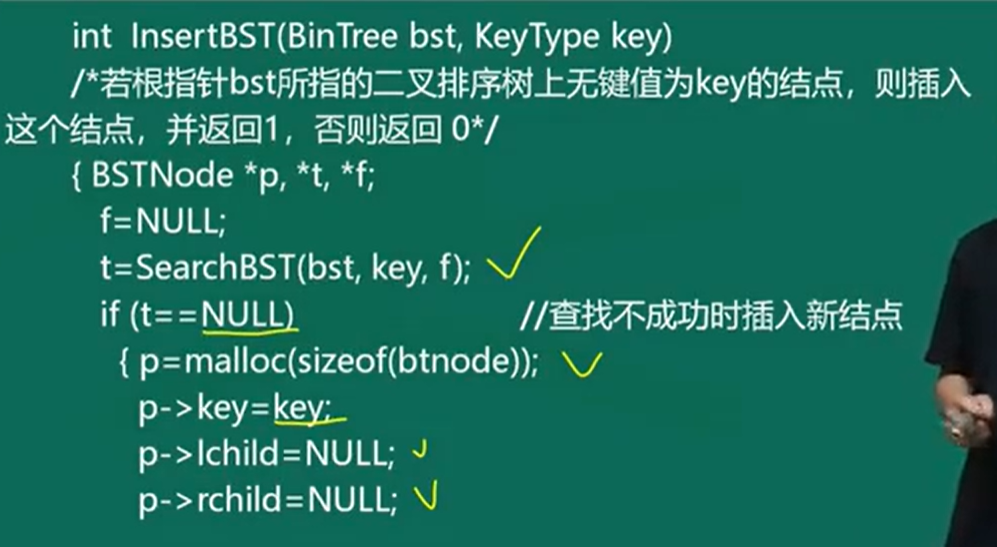 int InsertBST(BinTree bst, KeyType key)
/*若根指针bst所指的二叉排序树上无键值为key的结点，则插入
这个结点，并返回1，否则返回 0*/
{ BSTNode *p, *t, *f;
f=NULL;
t=SearchBST(bst, key, f);
if (t==NULL) //查找不成功时插入新结点
{ p=malloc(sizeof(btnode));
p->key=key;
p->lchild=NULL;
p->rchild=NULL;